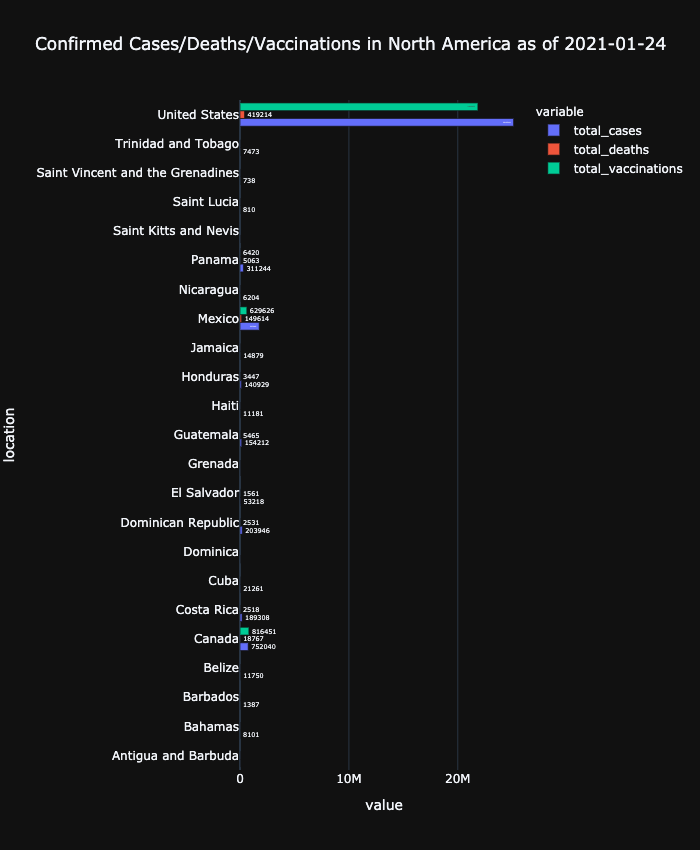 Confirmed Cases/Deaths/Vaccinations in North America as of 2021-01-24
variable
total_cases
total_deaths
total_vaccinations
United States
419214
Trinidad and Tobago
7473
Saint Vincent and the Grenadines
738
Saint Lucia
810
Saint Kitts and Nevis
6420
Panama
5063
311244
Nicaragua
6204
629626
Mexico
149614
Jamaica
14879
Honduras
3447
140929
Haiti
11181
Guatemala
5465
154212
Grenada
El Salvador
1561
53218
Dominican Republic
2531
203946
Dominica
Cuba
21261
Costa Rica
2518
189308
816451
Canada
18767
752040
Belize
11750
Barbados
1387
Bahamas
8101
Antigua and Barbuda
0
10M
20M
value
location